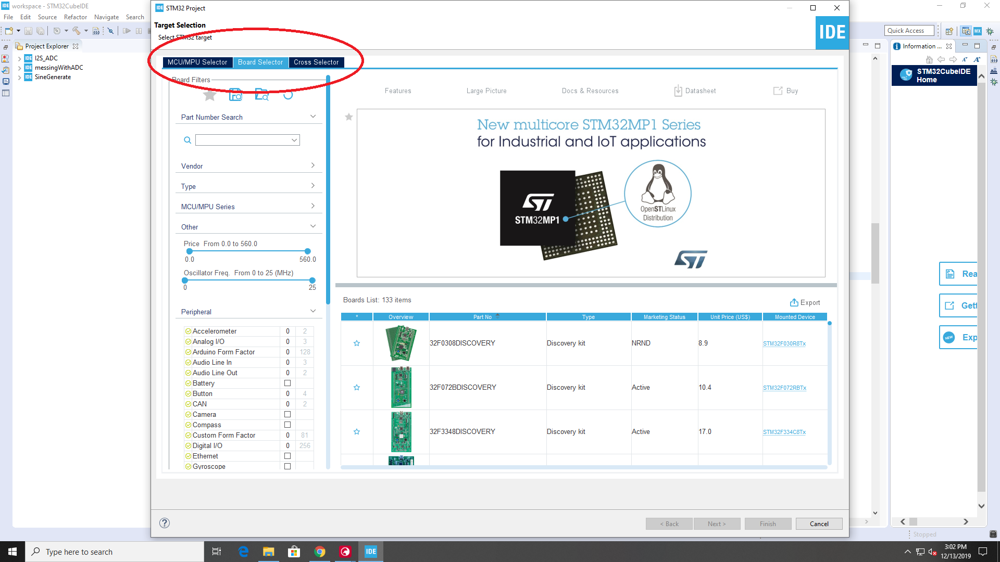 IDE workspace - STM32CubeIDE
File Edit Source Refactor Navigate Search
Quick Access
MX
Project Explorer
IDE I2S_ADC
IDE messingWithADC
IDE SineGenerate
IDE STM32 Project
Target Selection
Select STM32 target
IDE
MCU/MPU Selector Board Selector Cross Selector
Board Filters
Part Number Search
Vendor
Type
MCU/MPU Series
Other
Price From 0.0 to 560.0
0.0 560.0
Oscillator Freq. From 0 to 25 (MHz)
0 25
Peripheral
Accelerometer 0 2
Analog I/O 0 3
Arduino Form Factor 0 128
Audio Line In 0 3
Audio Line Out 0 2
Battery
Button 0 4
CAN 0 2
Camera
Compass
Custom Form Factor 0 81
Digital I/O 0 256
Ethernet
Gyroscope
Features Large Picture Docs & Resources Datasheet Buy
New multicore STM32MP1 Series
for Industrial and IoT applications
ST
STM32MP1
OpenSTLinux
Distribution
ST
Boards List: 133 items
Export
* Overview Part No Type Marketing Status Unit Price (US$) Mounted Device
32F0308DISCOVERY Discovery kit NRND 8.9 STM32F030R8Tx
32F072BDISCOVERY Discovery kit Active 10.4 STM32F072RBTx
32F3348DISCOVERY Discovery kit Active 17.0 STM32F334C8Tx
? < Back Next > Finish Cancel
Information ...
STM32CubeIDE
Home
Rea
Gett
NEW Exp
Stopped
Type here to search
IDE
3:02 PM
12/13/2019